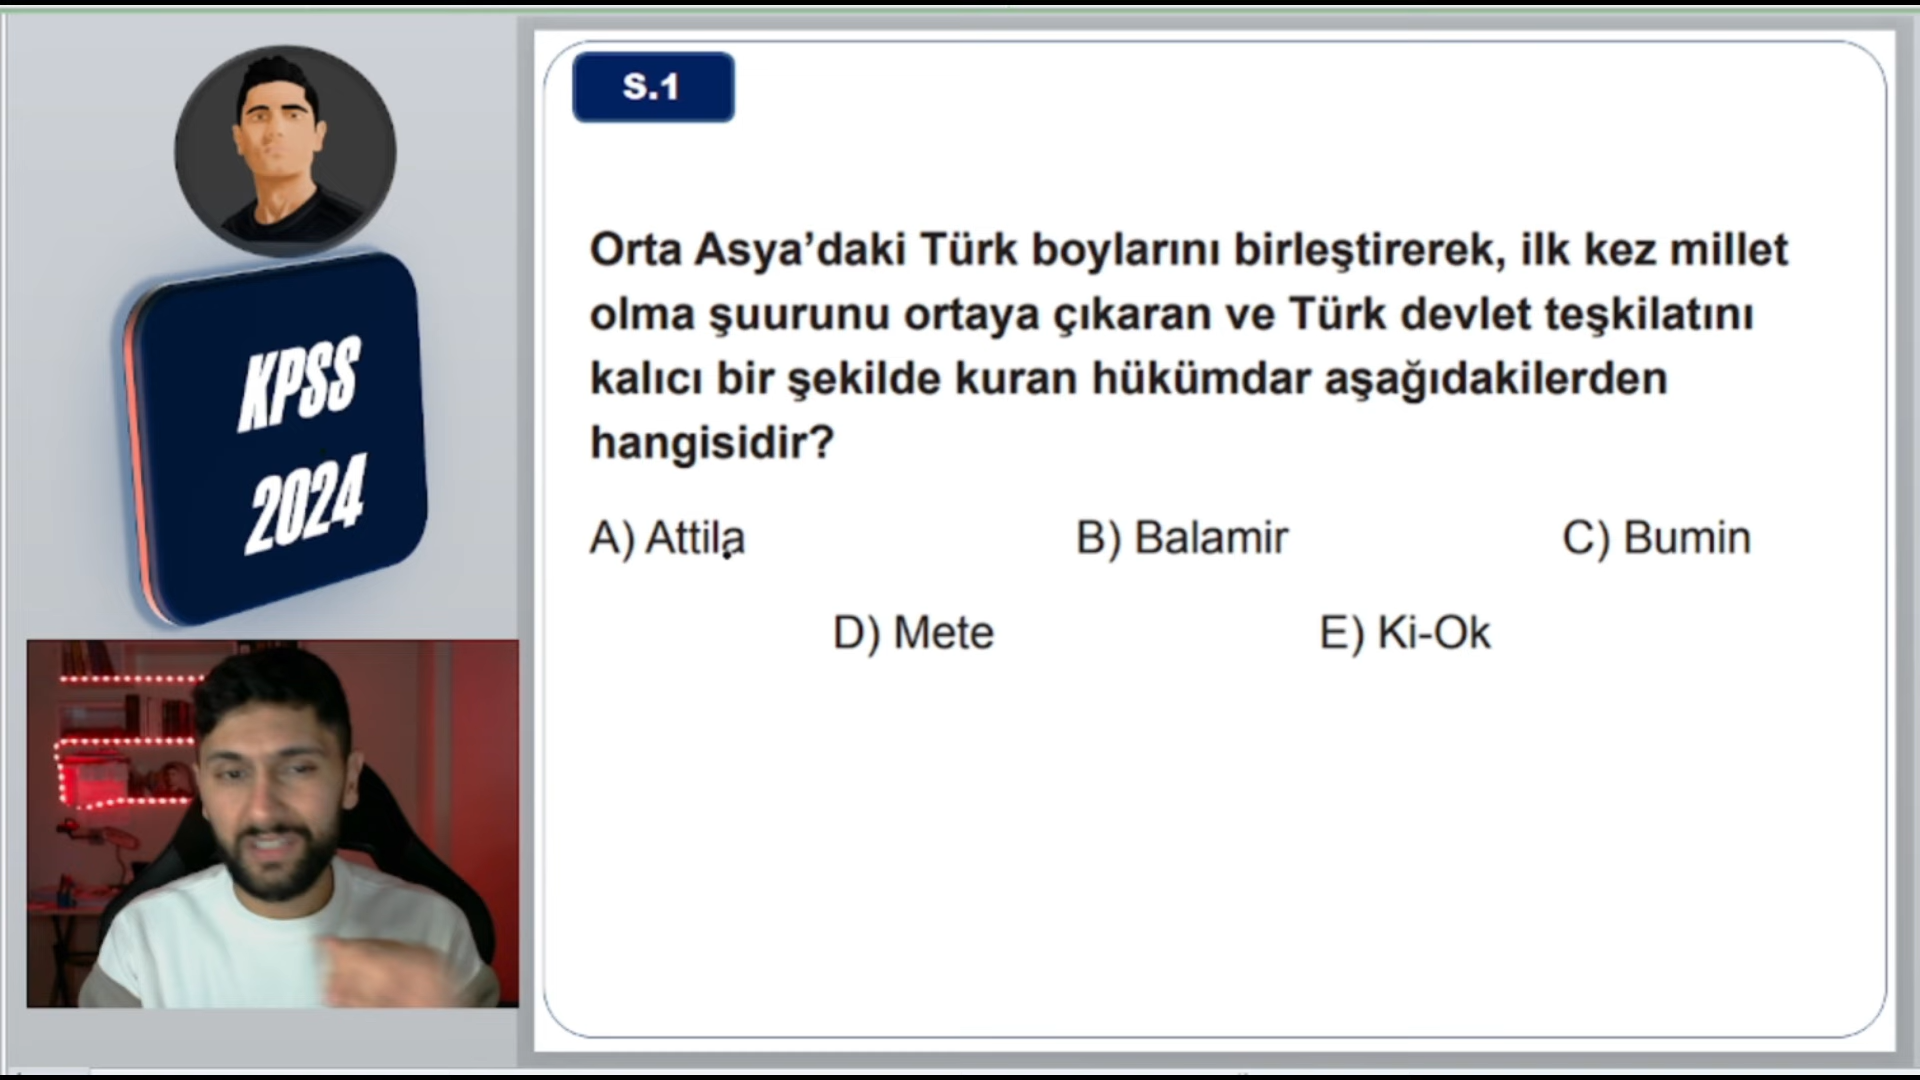 S.1
Orta Asya'daki Türk boylarını birleştirerek, ilk kez millet
olma şuurunu ortaya çıkaran ve Türk devlet teşkilatını
kalıcı bir şekilde kuran hükümdar aşağıdakilerden
hangisidir?
A) Attila B) Balamir C) Bumin
D) Mete E) Ki-Ok
KPSS
2024